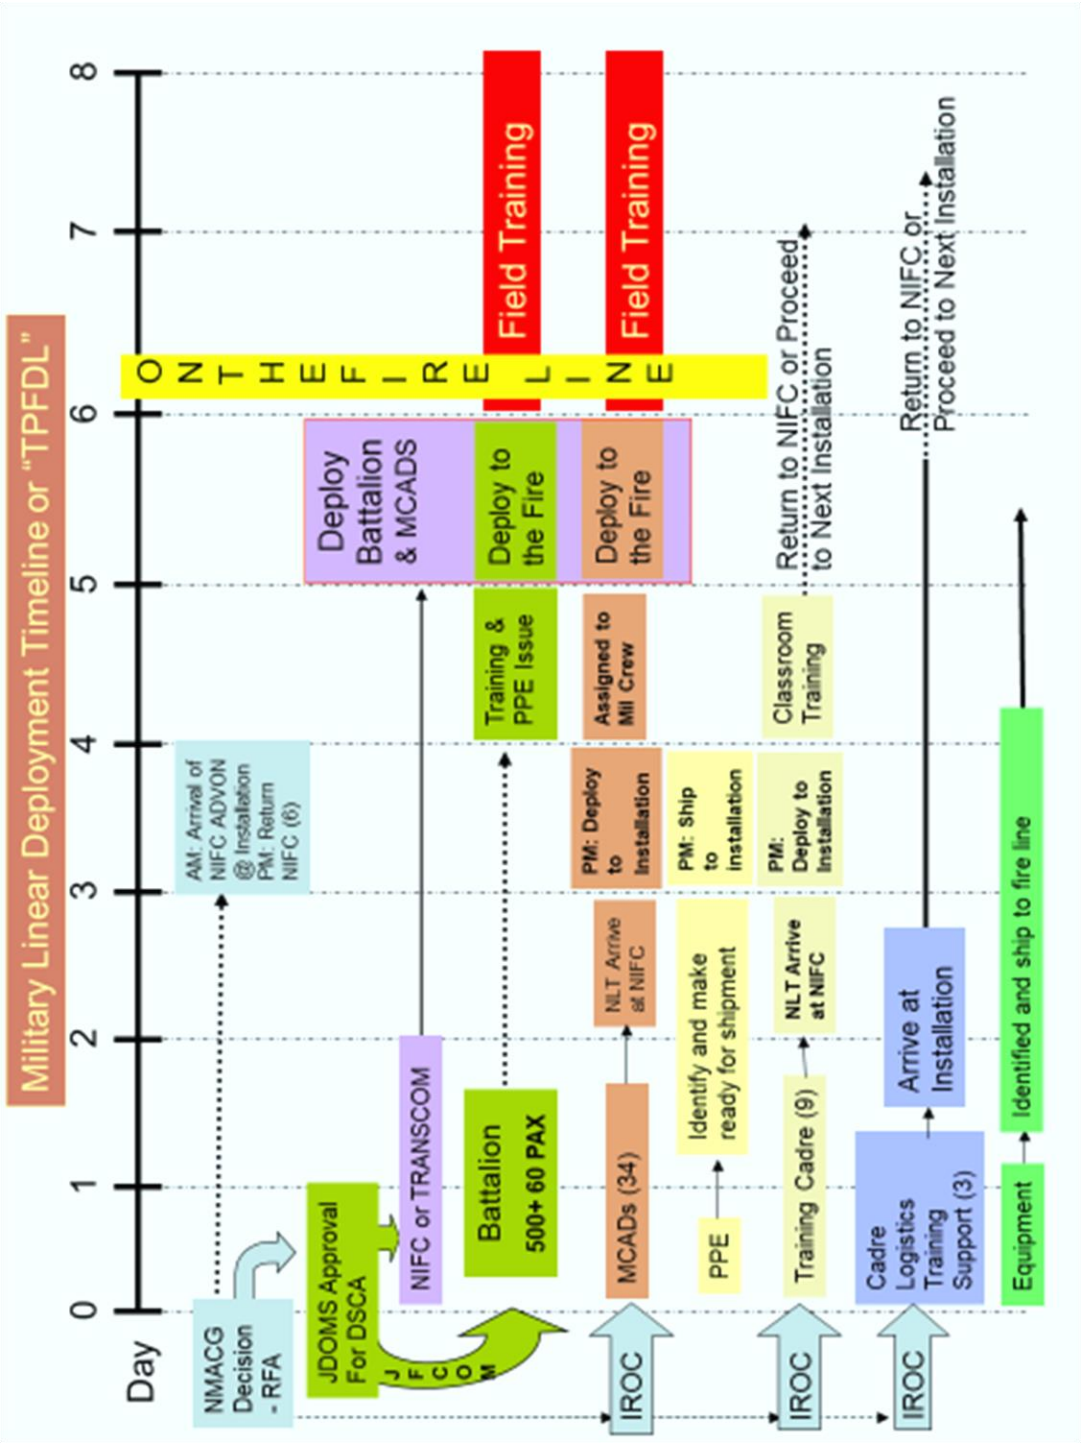 Military Linear Deployment Timeline or “TPFDL”
Day
0
1
2
3
4
5
6
7
8
NMACG
Decision
- RFA
AM: Arrival of
NIFC ADVON
@ Installation
PM: Return
NIFC (6)
JDOMS Approval
For DSCA
JFCOM
NIFC or TRANSCOM
Deploy
Battalion
& MCADS
ON THE FIRE LINE
Battalion
500+ 60 PAX
Training &
PPE Issue
Deploy to
the Fire
Field Training
IROC
MCADs (34)
NLT Arrive
at NIFC
PM: Deploy
to
Installation
Assigned to
Mil Crew
Deploy to
the Fire
Field Training
PPE
Identify and make
ready for shipment
PM: Ship
to
installation
IROC
Training Cadre (9)
NLT Arrive
at NIFC
PM:
Deploy to
Installation
Classroom
Training
Return to NIFC or Proceed
to Next Installation
IROC
Cadre
Logistics
Training
Support (3)
Arrive at
Installation
Return to NIFC or
Proceed to Next Installation
Equipment
Identified and ship to fire line